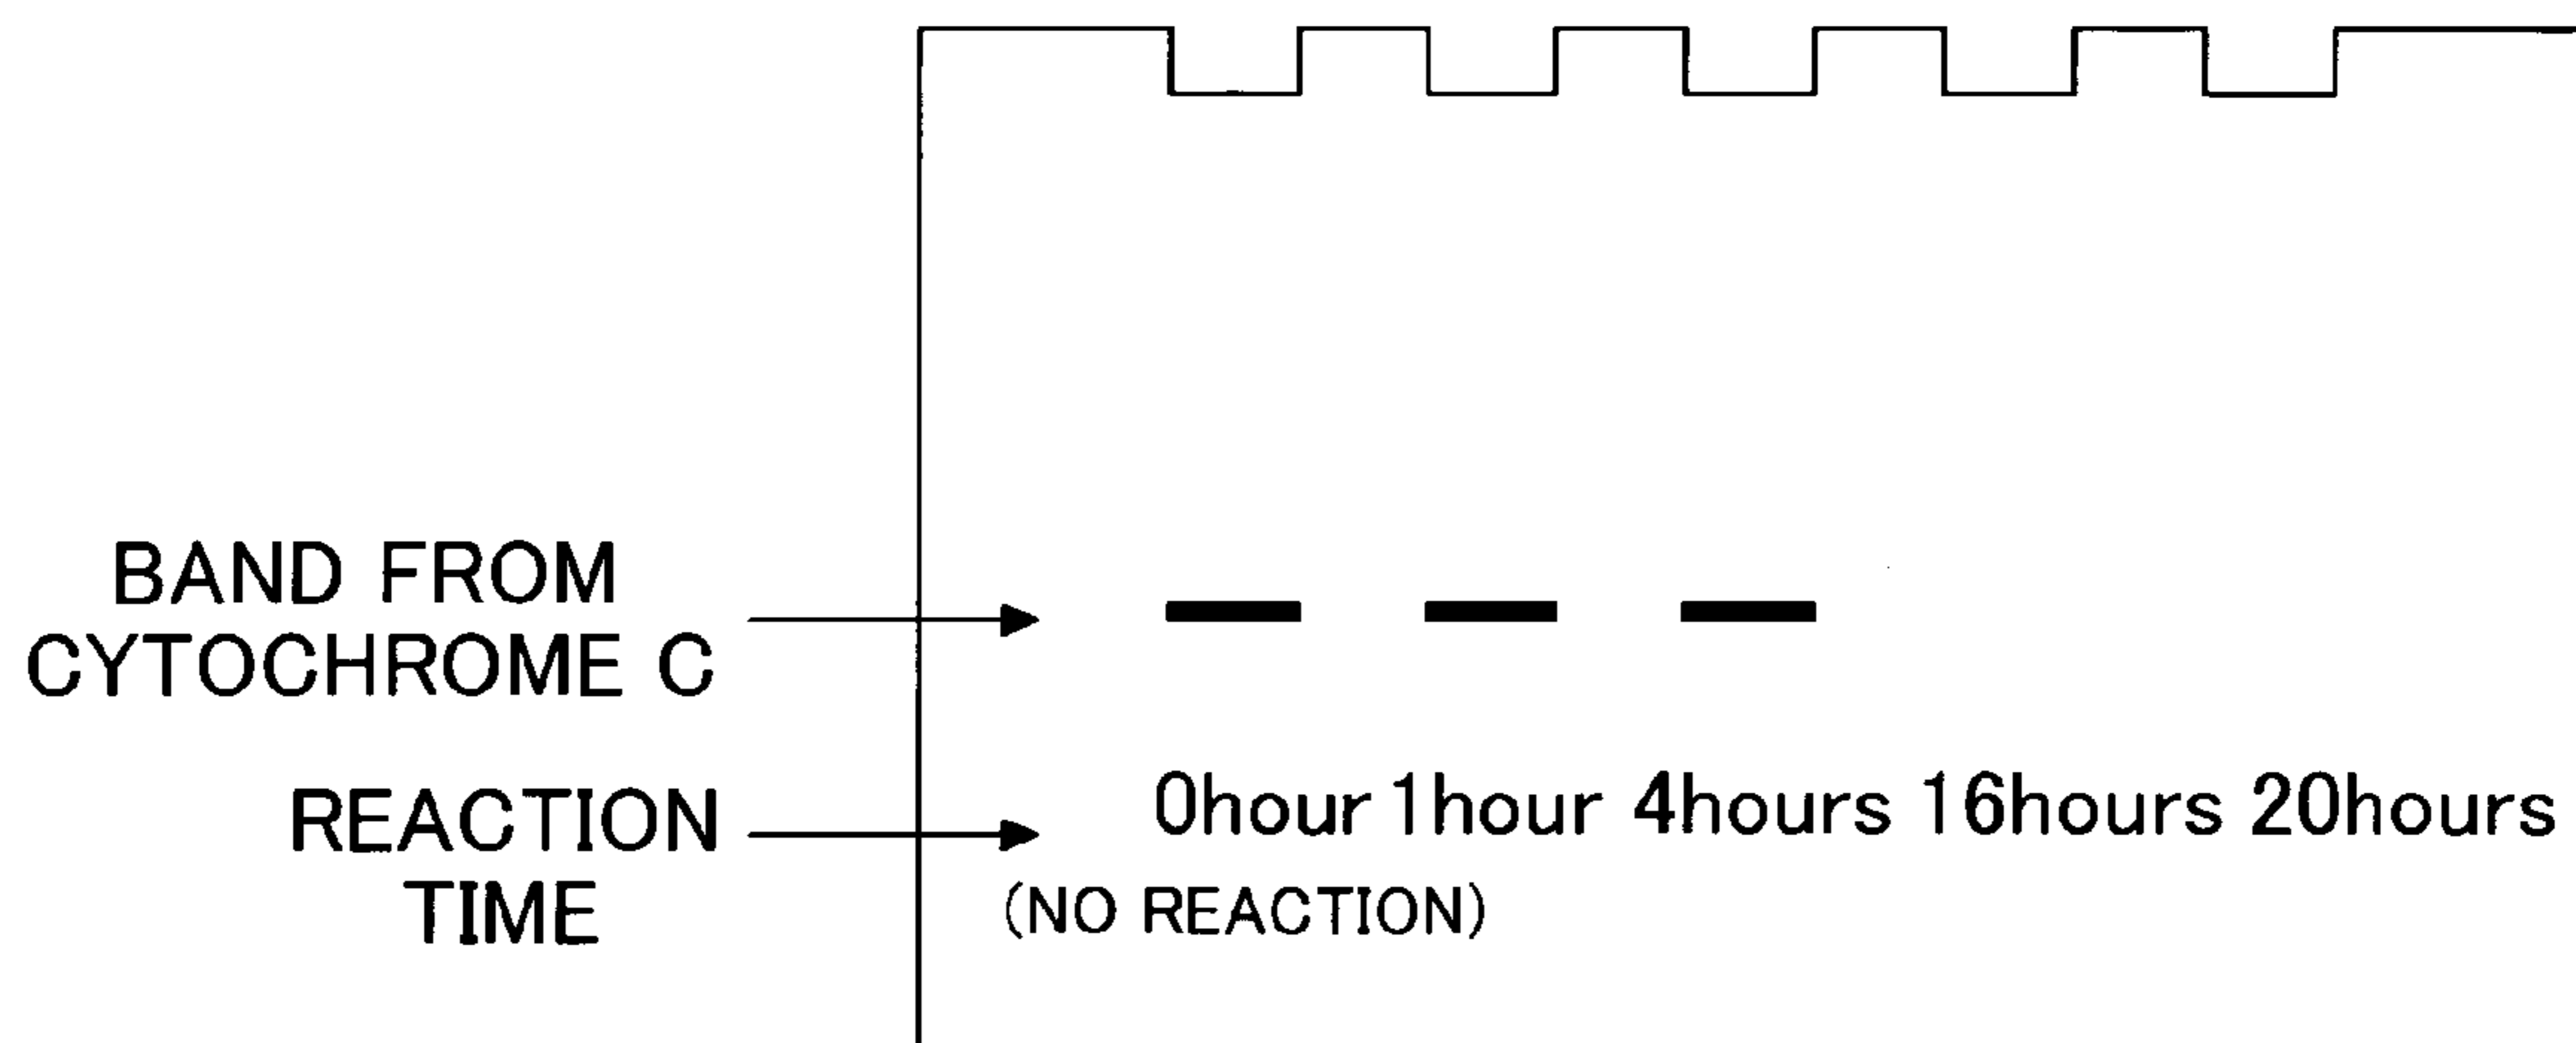 BAND FROM
CYTOCHROME C
REACTION
TIME
0hour 1hour 4hours 16hours 20hours
(NO REACTION)